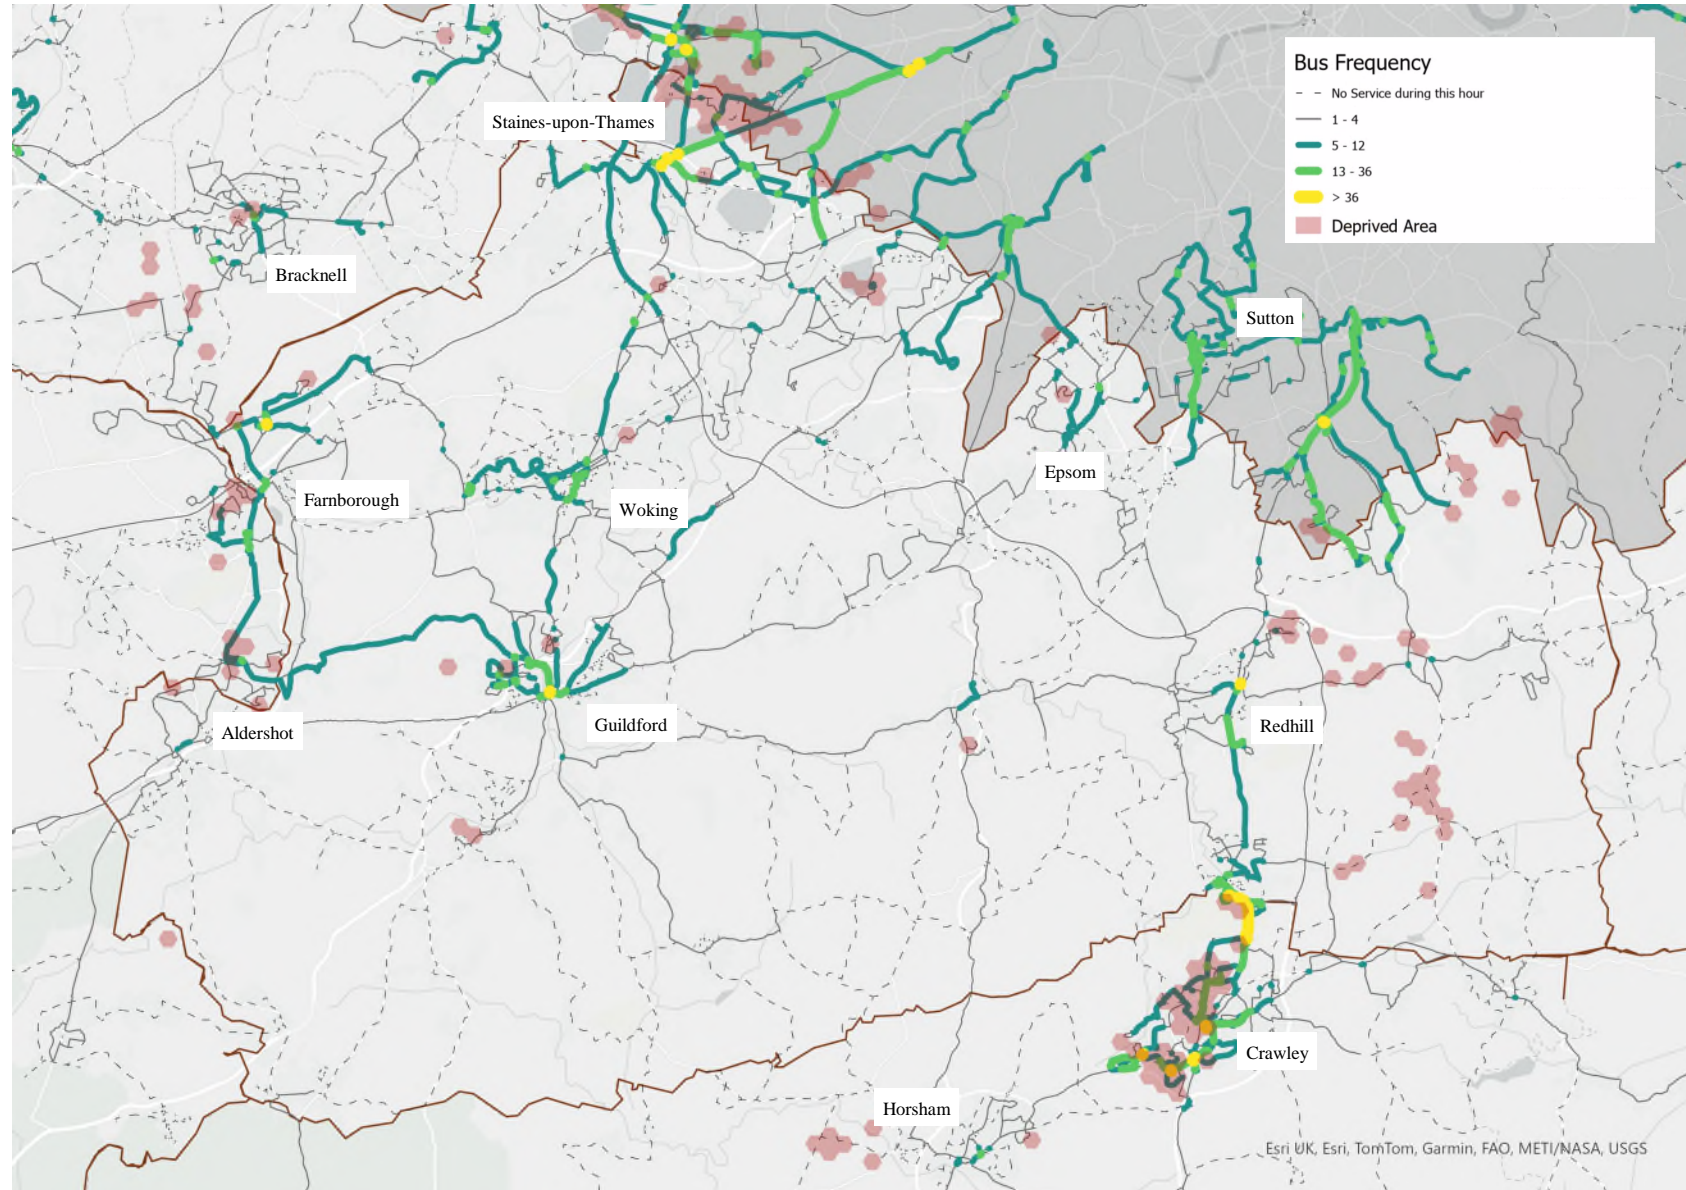 Bus Frequency
No Service during this hour
1 - 4
5 - 12
13 - 36
> 36
Deprived Area
Staines-upon-Thames
Bracknell
Sutton
Epsom
Farnborough
Woking
Guildford
Redhill
Aldershot
Crawley
Horsham
Esri UK, Esri, TomTom, Garmin, FAO, METI/NASA, USGS